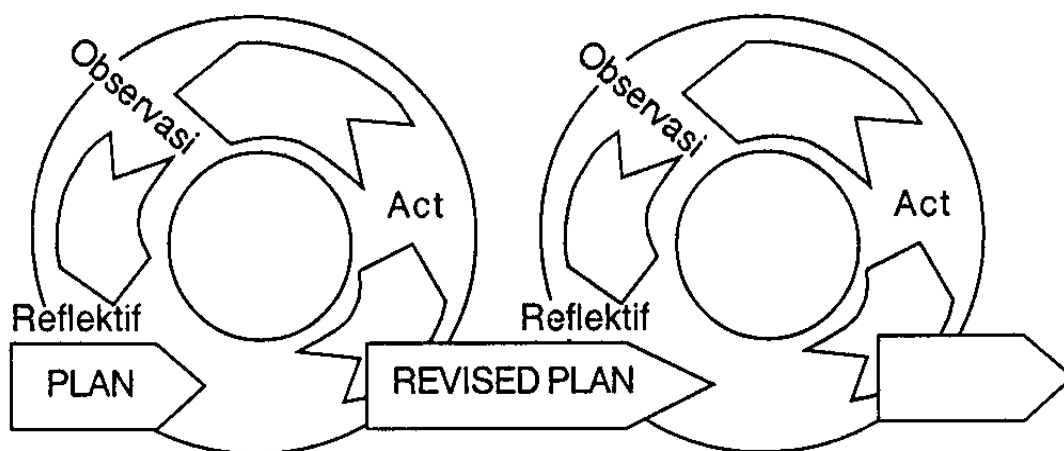 Observasi
Act
Reflektif
PLAN
REVISED PLAN
Observasi
Act
Reflektif